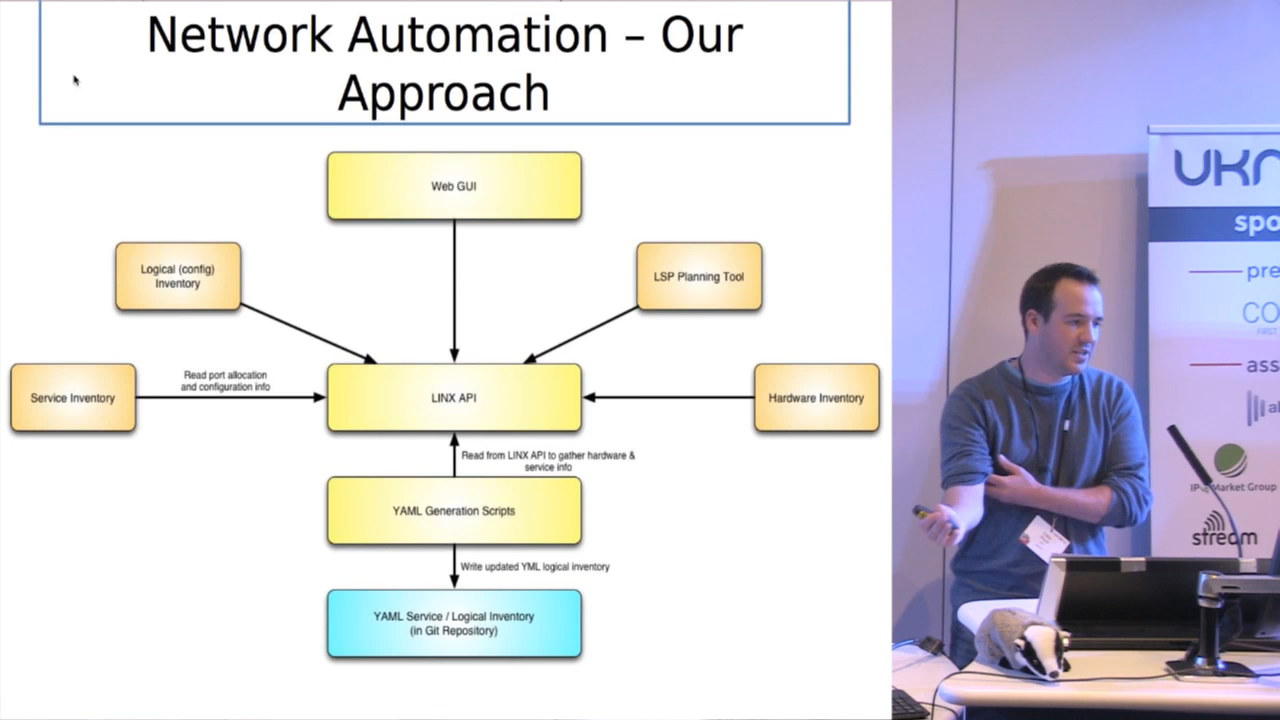 Network Automation – Our
Approach
Web GUI
Logical (config)
Inventory
LSP Planning Tool
Service Inventory
Read port allocation
and configuration info
LINX API
Hardware Inventory
Read from LINX API to gather hardware &
service info
YAML Generation Scripts
Write updated YML logical inventory
YAML Service / Logical Inventory
(in Git Repository)
spo
pre
CO
FIRST
ass
al
IP Market Group
stream